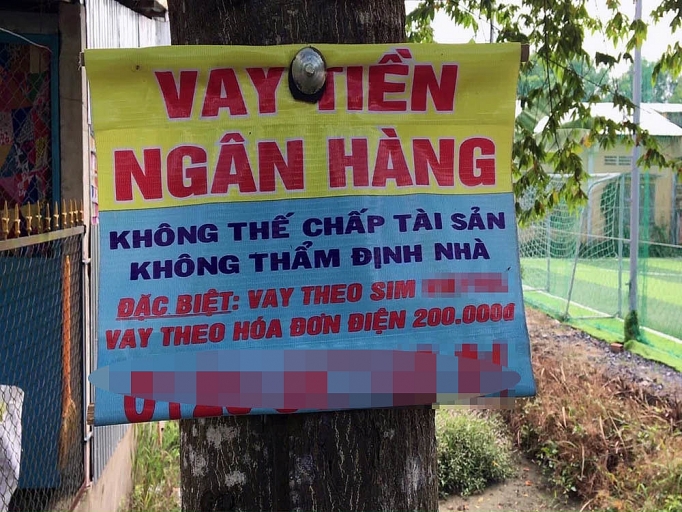 VAY TIỀN
NGÂN HÀNG
KHÔNG THẾ CHẤP TÀI SẢN
KHÔNG THẨM ĐỊNH NHÀ
ĐẶC BIỆT: VAY THEO SIM
VAY THEO HÓA ĐƠN ĐIỆN 200.000đ